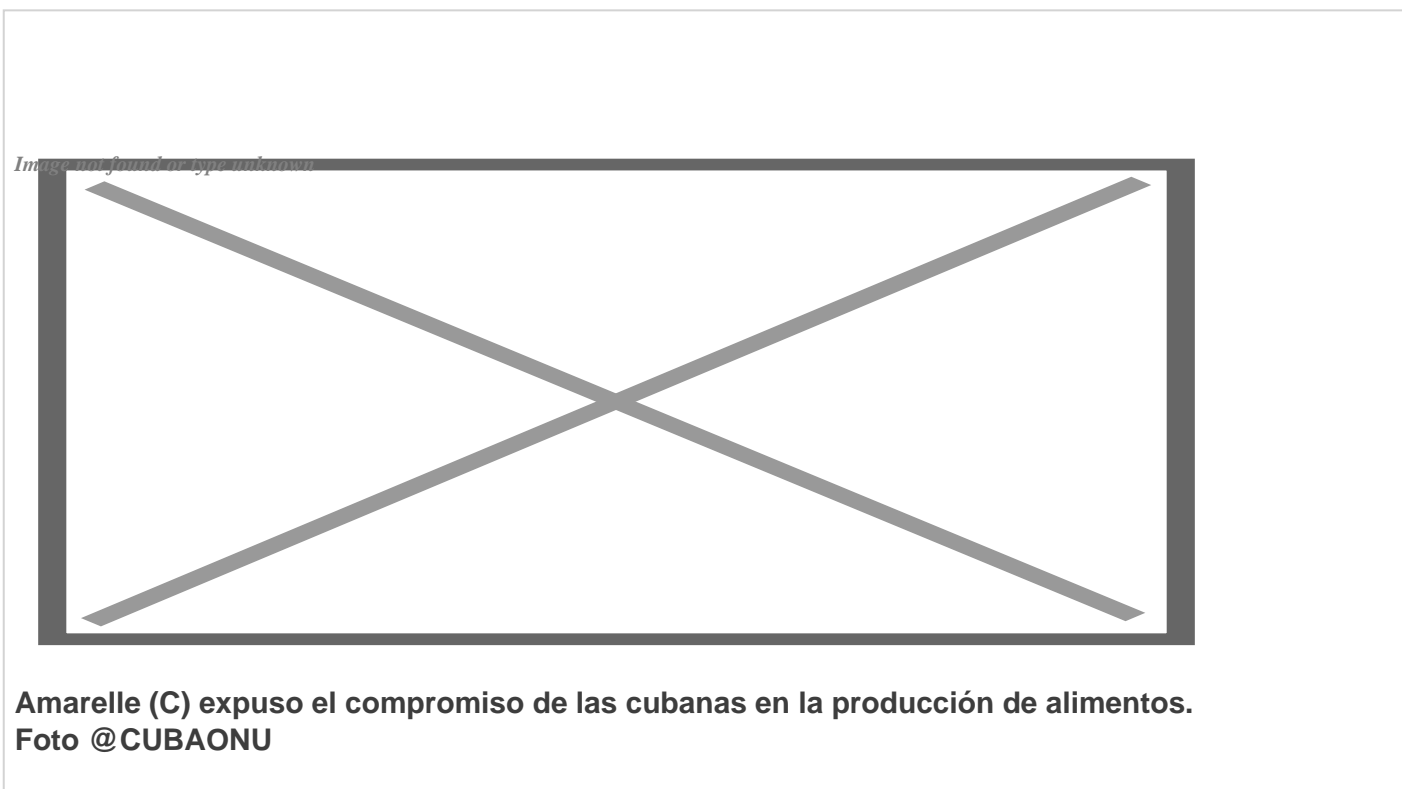 Image not found or type unknown
Amarelle (C) expuso el compromiso de las cubanas en la producción de alimentos.
Foto @CUBAONU